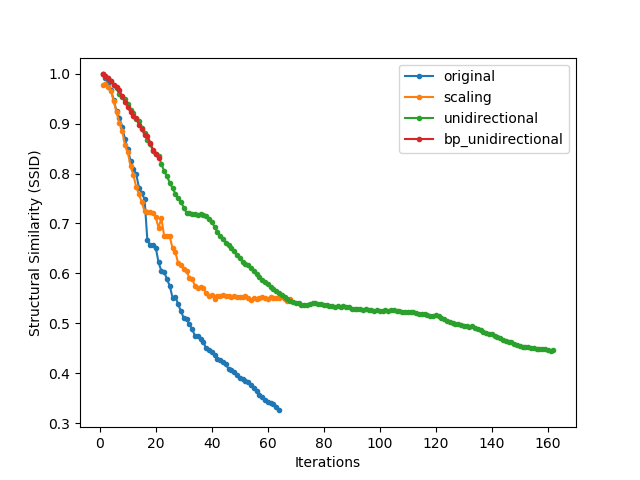 original
scaling
unidirectional
bp_unidirectional
Structural Similarity (SSID)
1.0
0.9
0.8
0.7
0.6
0.5
0.4
0.3
0 20 40 60 80 100 120 140 160
Iterations